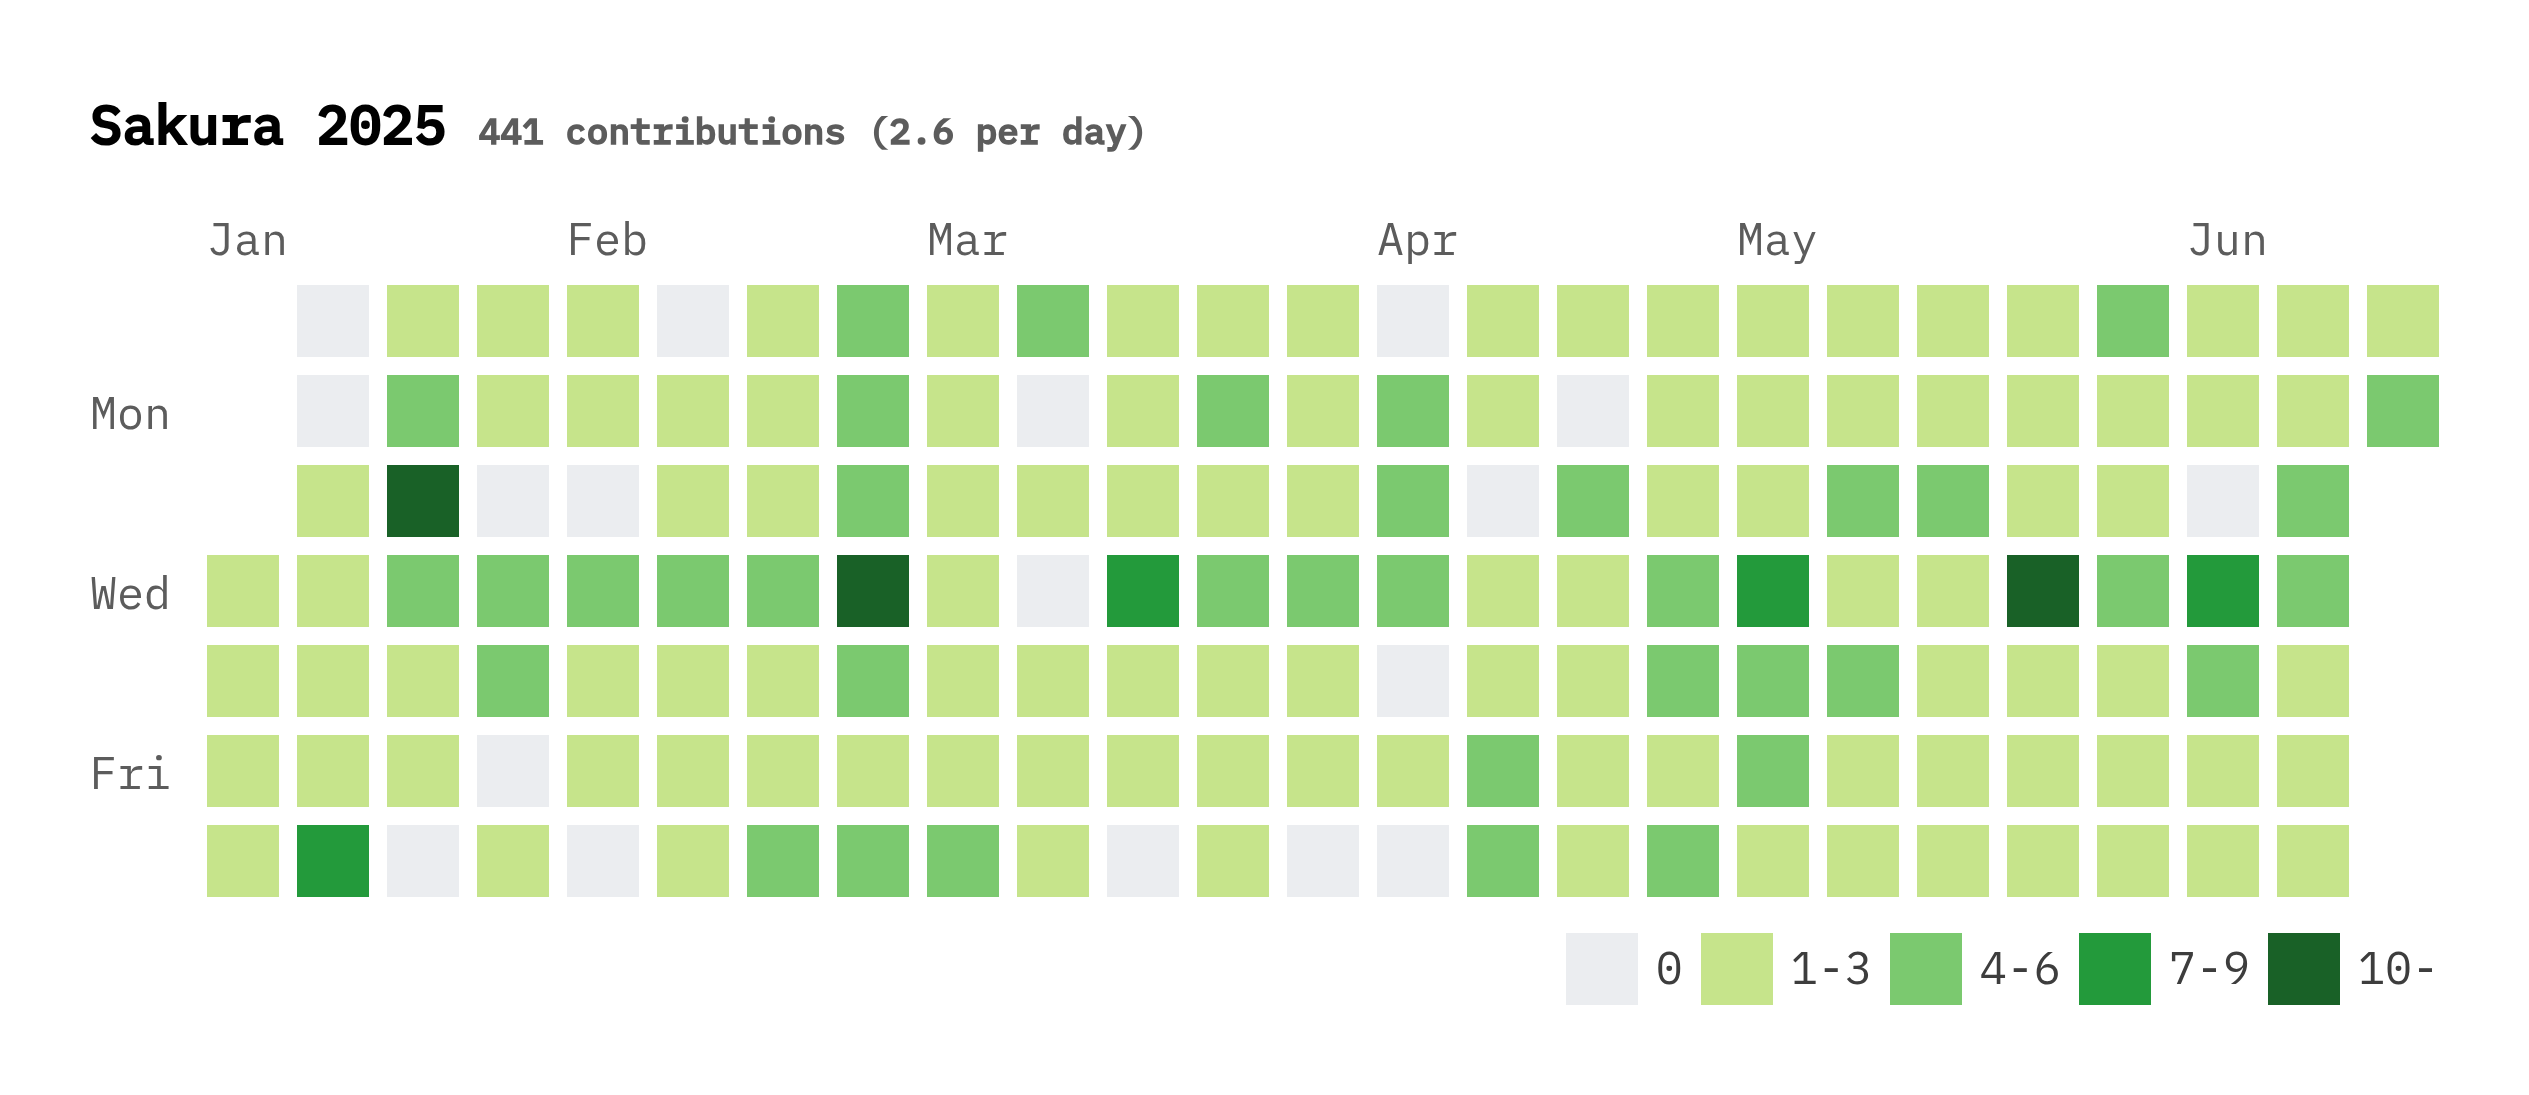 Sakura 2025 441 contributions (2.6 per day)
Jan Feb Mar Apr May Jun
Mon
Wed
Fri
0 1-3 4-6 7-9 10-